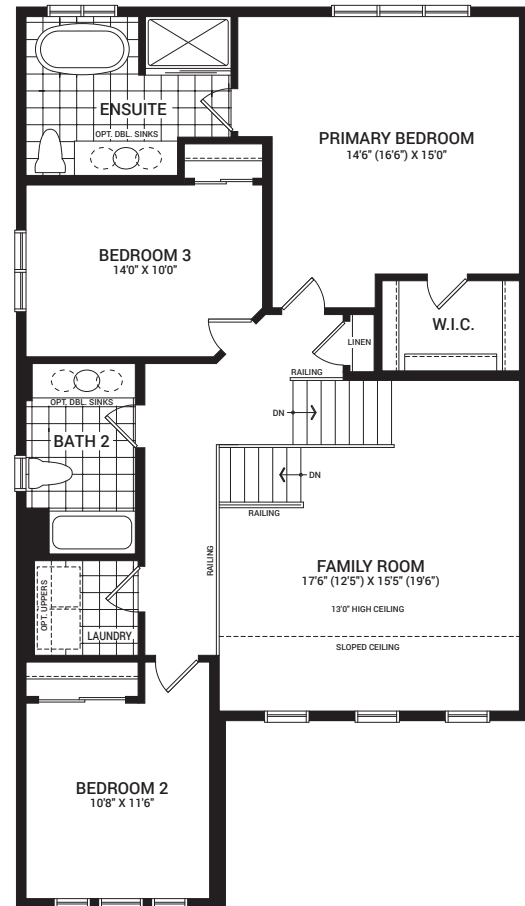 ENSUITE
OPT. DBL. SINKS
PRIMARY BEDROOM
14'6" (16'6") X 15'0"
BEDROOM 3
14'0" X 10'0"
W.I.C.
LINEN
RAILING
OPT. DBL. SINKS
DN
BATH 2
DN
RAILING
RAILING
FAMILY ROOM
17'6" (12'5") X 15'5" (19'6")
13'0" HIGH CEILING
OPT. UPPERS
LAUNDRY
SLOPED CEILING
BEDROOM 2
10'8" X 11'6"